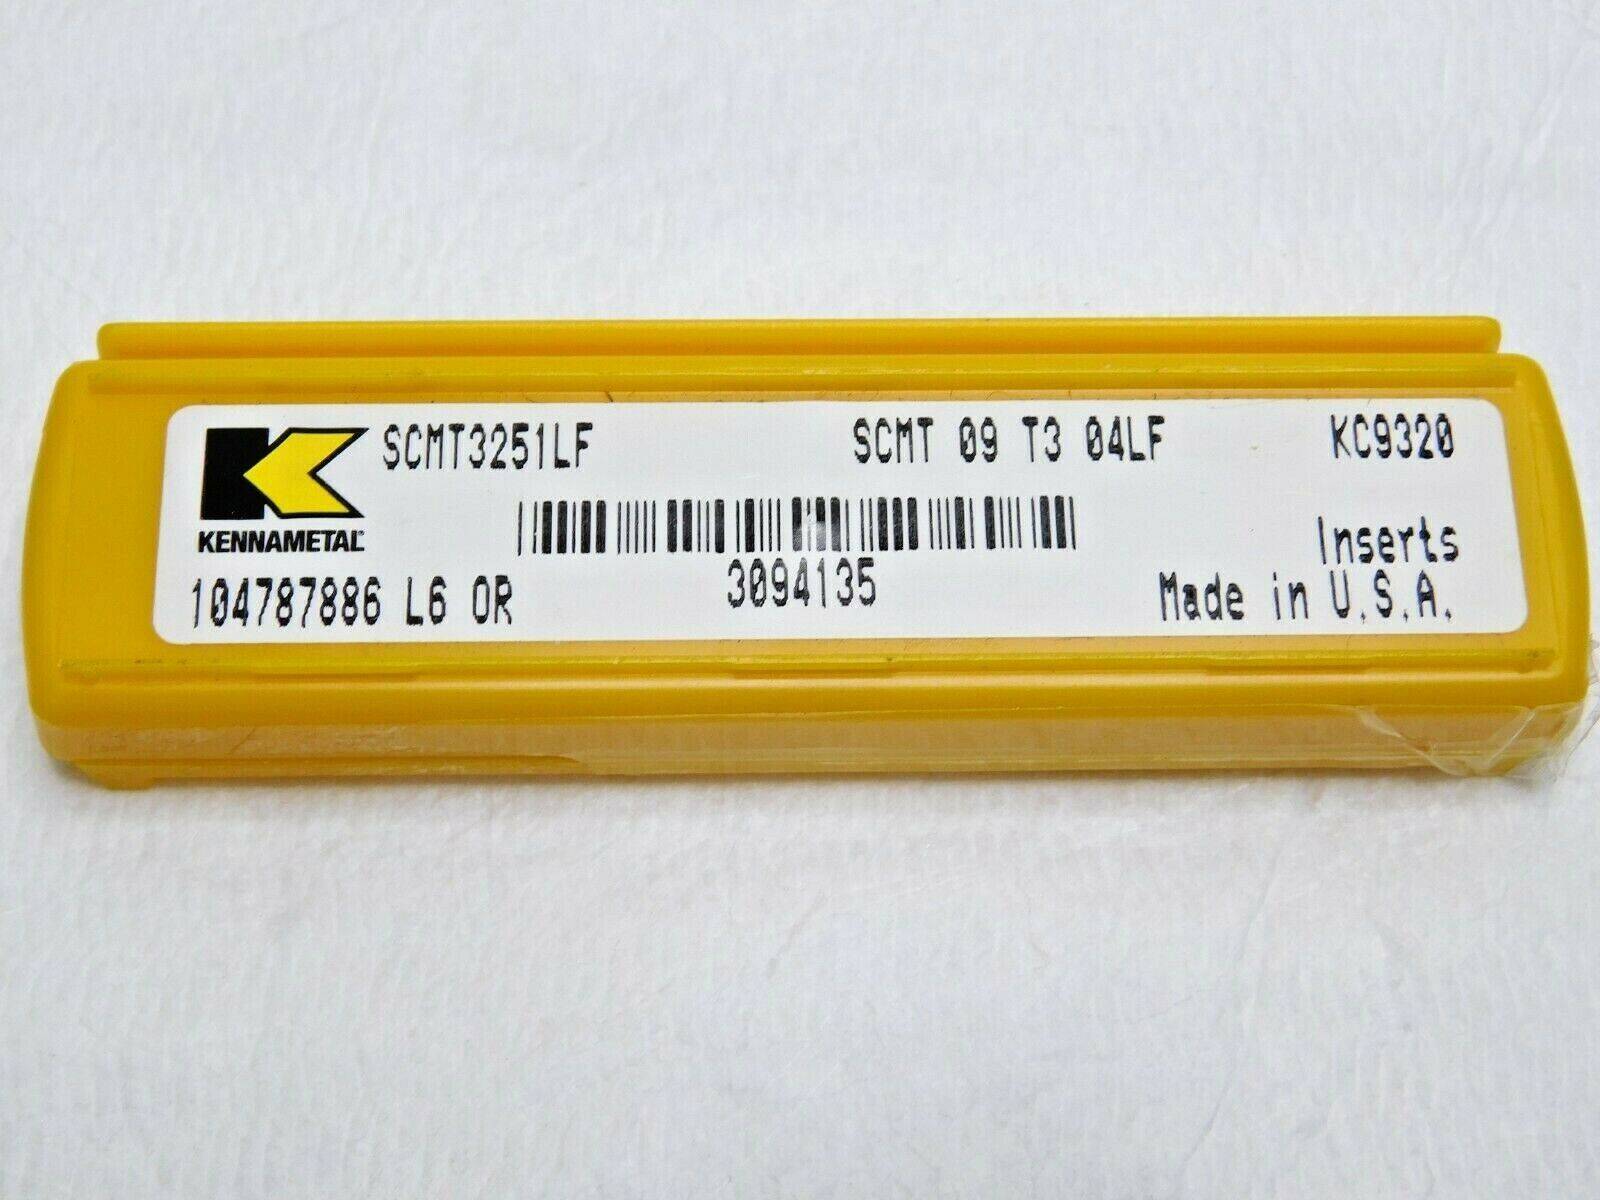 SCMT3251LF SCMT 09 T3 04LF KC9320
KENNAMETAL
Inserts
104787886 L6 OR 3094135 Made in U.S.A.